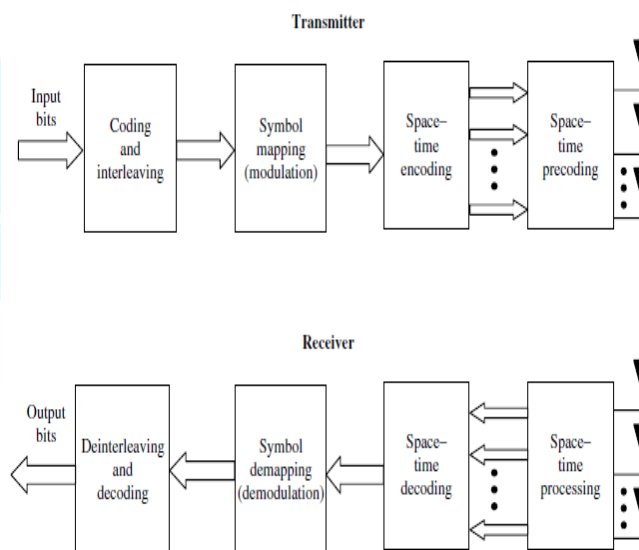 Transmitter
Input
bits
Coding
and
interleaving
Symbol
mapping
(modulation)
Space–
time
encoding
Space–
time
precoding
Receiver
Output
bits
Deinterleaving
and
decoding
Symbol
demapping
(demodulation)
Space–
time
decoding
Space–
time
processing